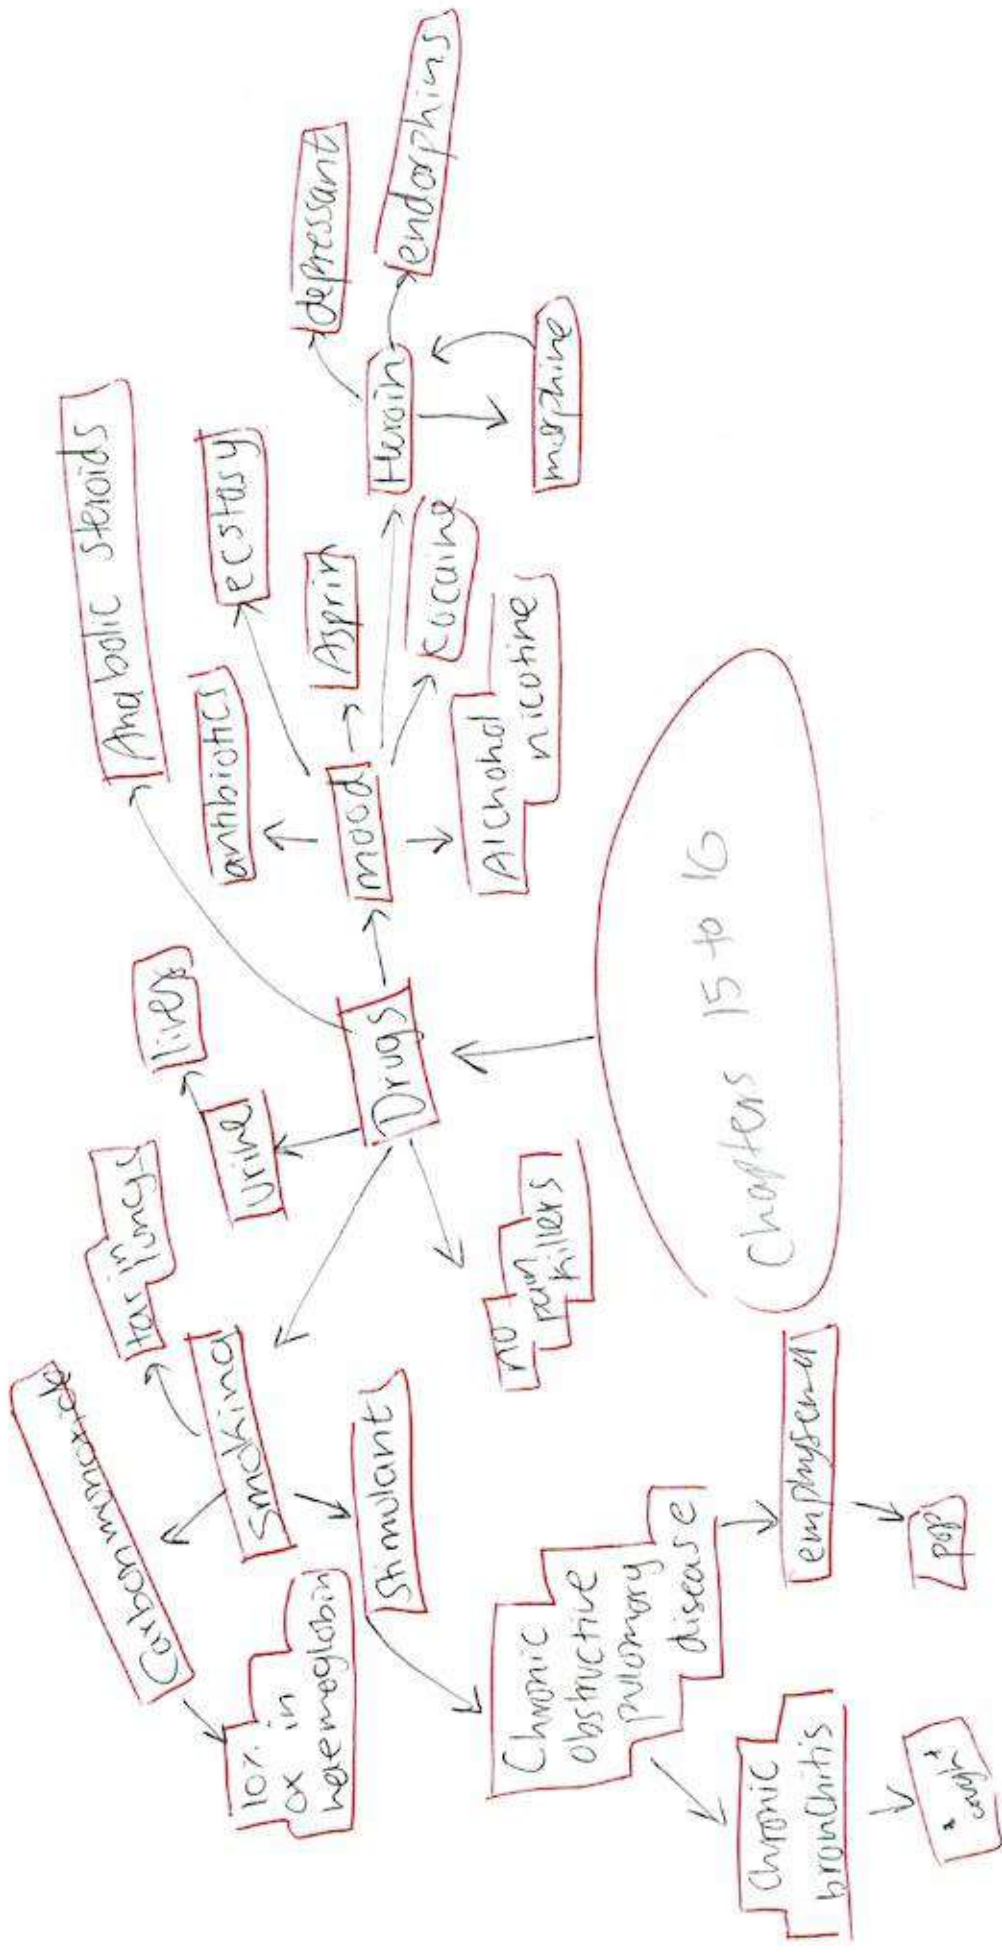 Carbonmonoxide
tar in
lungs
liver
Anabolic steroids
10%
ox in
haemoglobin
Smoking
Urine
antibiotics
ecstasy
depressant
Stimulant
Drugs
mood
Asprin
Heroin
endorphins
no
pain
killers
Alchohol
nicotine
cocaine
morphine
Chronic
obstructive
pulomory
disease
Chapters 15 to 16
emphysema
Chronic
bronchitis
pop
* cough *